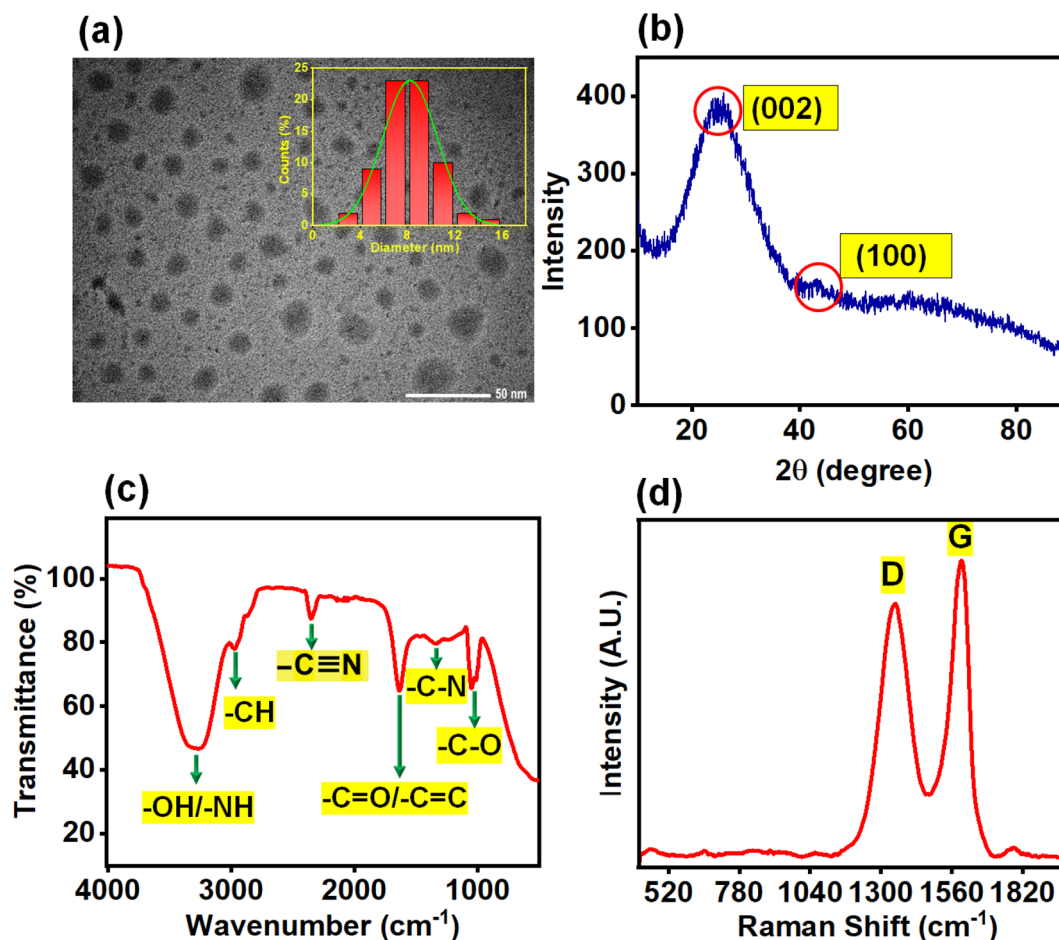 (a)
25
20
15
10
5
0
Counts (%)
0 4 8 12 16
Diameter (nm)
50 nm
(b)
400
300
200
100
0
Intensity
(002)
(100)
20 40 60 80
2θ (degree)
(c)
100
80
60
40
20
Transmittance (%)
-CH
–C≡N
-C-N
-C-O
-OH/-NH
-C=O/-C=C
4000 3000 2000 1000
Wavenumber (cm⁻¹)
(d)
D
G
Intensity (A.U.)
520 780 1040 1300 1560 1820
Raman Shift (cm⁻¹)